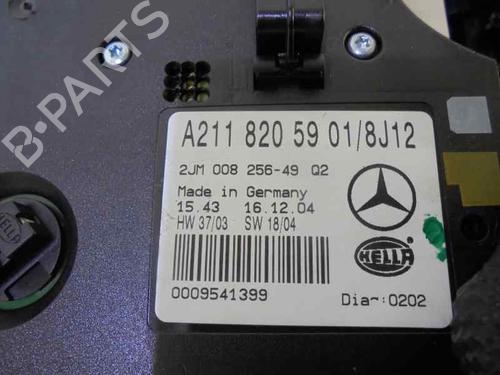 B-PARTS
A211 820 59 01/8J12
2JM 008 256-49 Q2
Made in Germany
15.43 16.12.04
HW 37/03 SW 18/04
HELLA
HELLA
0009541399
Dia-:0202